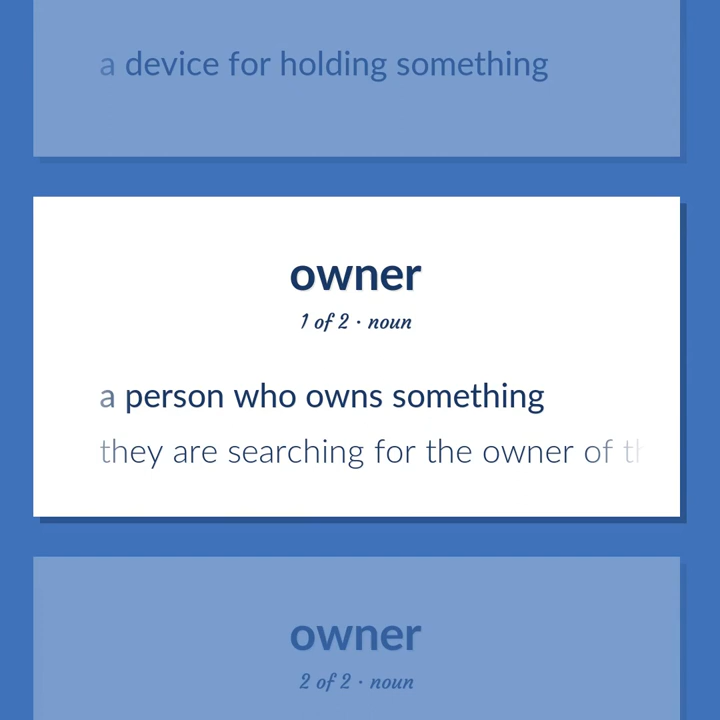 a device for holding something
owner
1 of 2 · noun
a person who owns something
they are searching for the owner of
owner
2 of 2 · noun